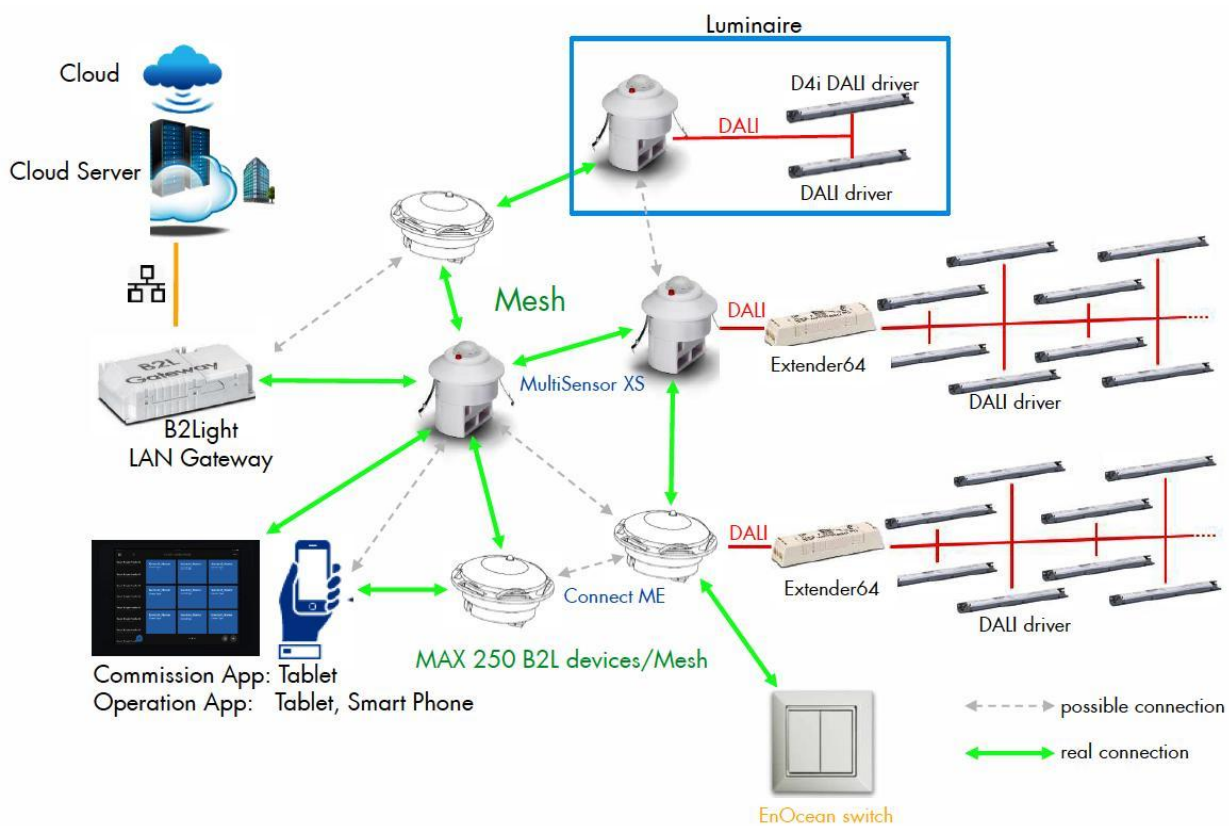 Luminaire
Cloud
D4i DALI driver
DALI
Cloud Server
DALI driver
Mesh
DALI
B2L
Gateway
MultiSensor XS
Extender64
DALI driver
B2Light
LAN Gateway
DALI
Connect ME
Extender64
DALI driver
MAX 250 B2L devices/Mesh
Commission App: Tablet
Operation App: Tablet, Smart Phone
possible connection
real connection
EnOcean switch